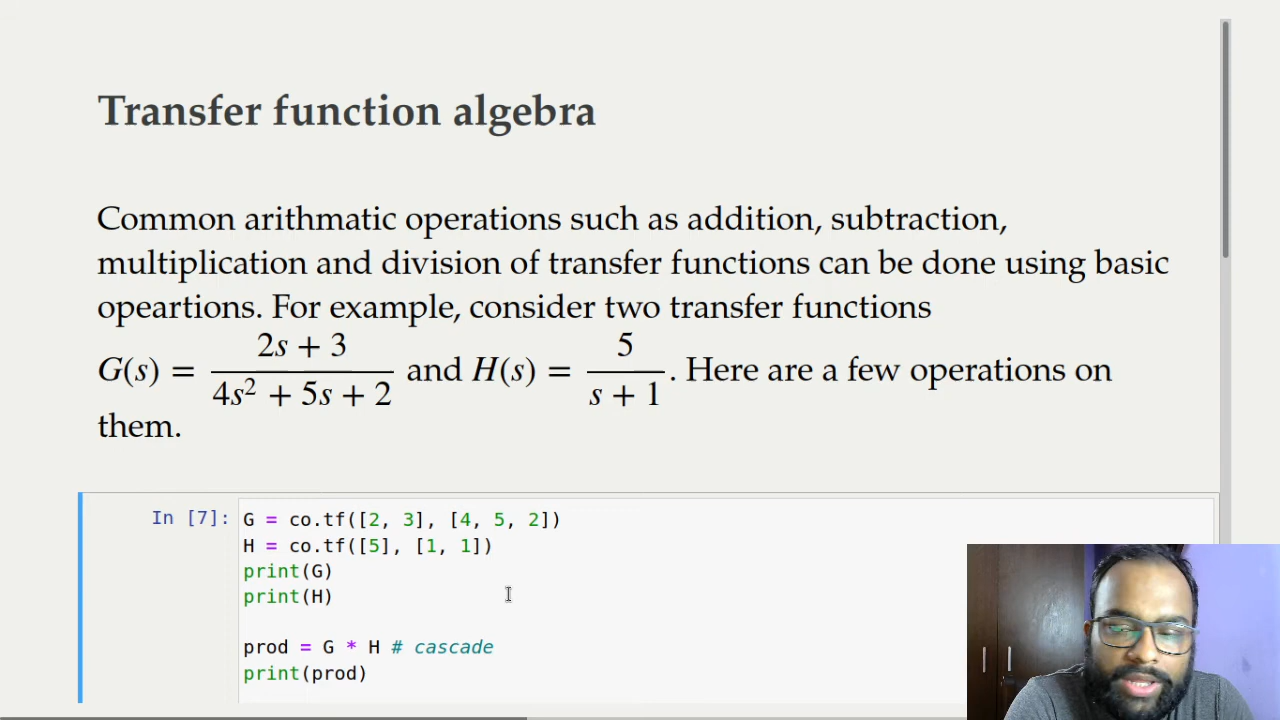 Transfer function algebra
Common arithmatic operations such as addition, subtraction,
multiplication and division of transfer functions can be done using basic
opeartions. For example, consider two transfer functions
G(s) = (2s + 3)/(4s² + 5s + 2) and H(s) = 5/(s + 1). Here are a few operations on
them.
In [7]: G = co.tf([2, 3], [4, 5, 2])
H = co.tf([5], [1, 1])
print(G)
print(H)
prod = G * H # cascade
print(prod)